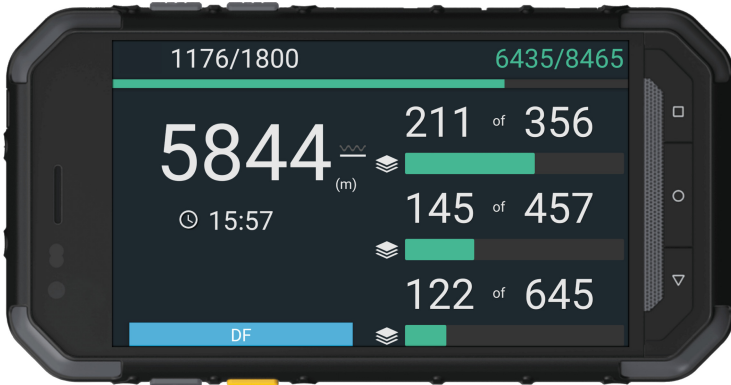 1176/1800
6435/8465
5844
(m)
15:57
DF
211 of 356
145 of 457
122 of 645